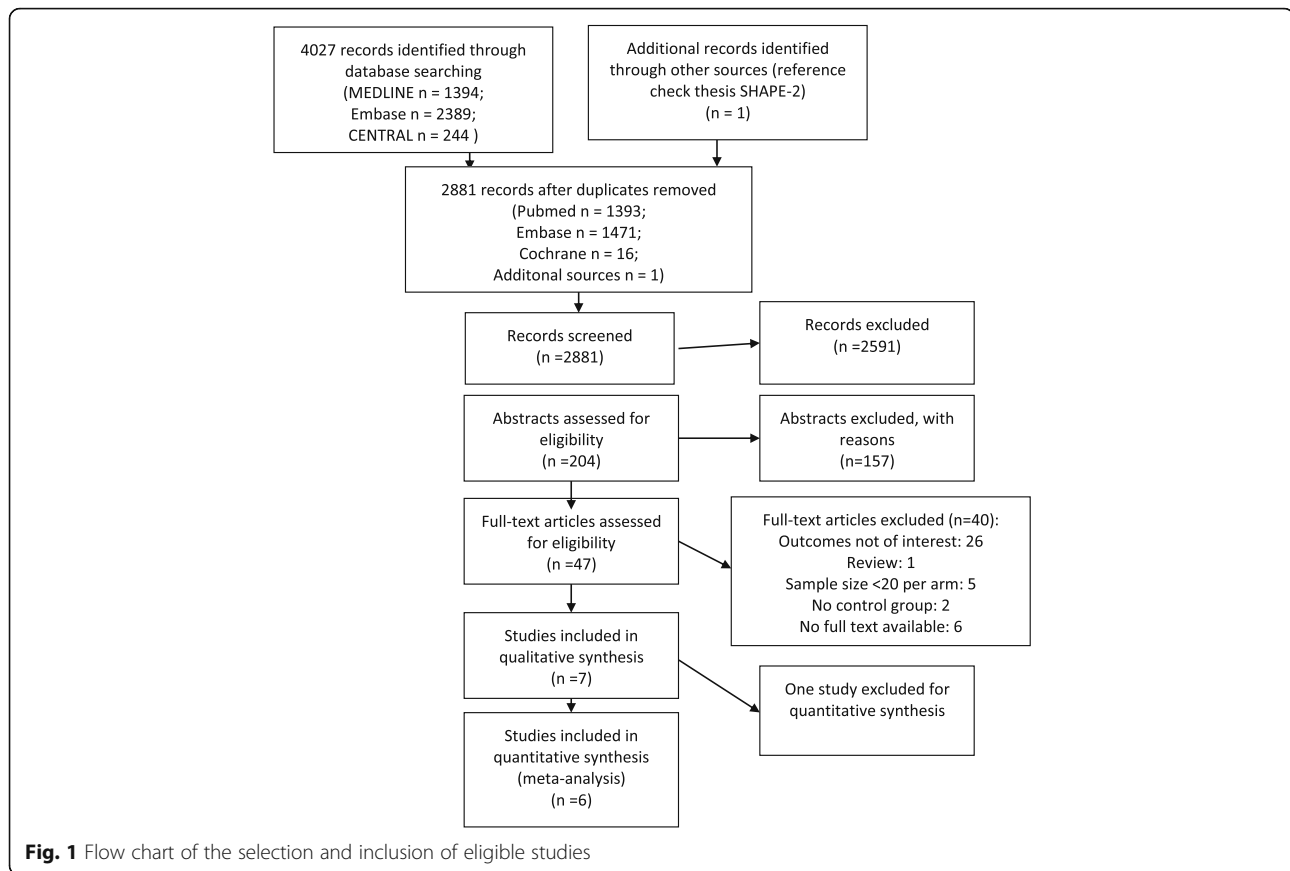 4027 records identified through
database searching
(MEDLINE n = 1394;
Embase n = 2389;
CENTRAL n = 244 )
Additional records identified
through other sources (reference
check thesis SHAPE-2)
(n = 1)
2881 records after duplicates removed
(Pubmed n = 1393;
Embase n = 1471;
Cochrane n = 16;
Additonal sources n = 1)
Records screened
(n =2881)
Records excluded
(n =2591)
Abstracts assessed for
eligibility
(n =204)
Abstracts excluded, with
reasons
(n=157)
Full-text articles assessed
for eligibility
(n =47)
Full-text articles excluded (n=40):
Outcomes not of interest: 26
Review: 1
Sample size <20 per arm: 5
No control group: 2
No full text available: 6
Studies included in
qualitative synthesis
(n =7)
One study excluded for
quantitative synthesis
Studies included in
quantitative synthesis
(meta-analysis)
(n =6)
Fig. 1 Flow chart of the selection and inclusion of eligible studies